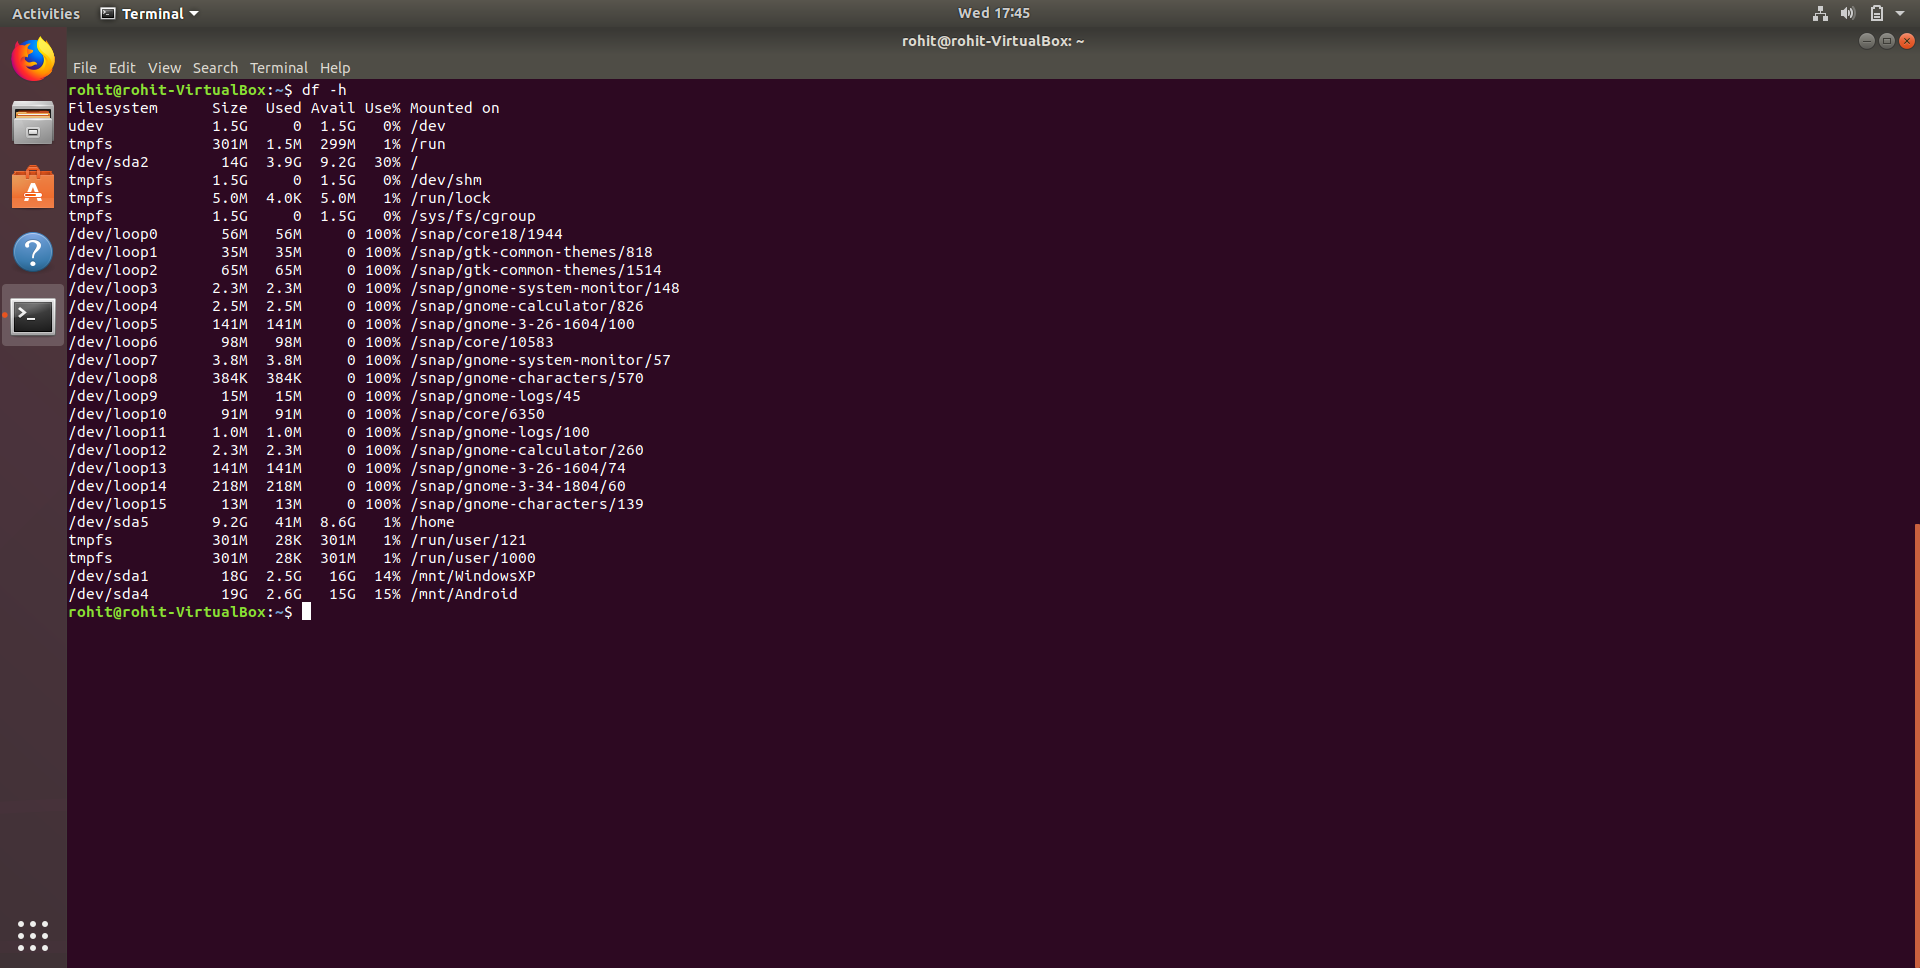 Activities Terminal Wed 17:45
rohit@rohit-VirtualBox: ~
File Edit View Search Terminal Help
rohit@rohit-VirtualBox:~$ df -h
Filesystem      Size  Used Avail Use% Mounted on
udev            1.5G     0  1.5G   0% /dev
tmpfs           301M  1.5M  299M   1% /run
/dev/sda2        14G  3.9G  9.2G  30% /
tmpfs           1.5G     0  1.5G   0% /dev/shm
tmpfs           5.0M  4.0K  5.0M   1% /run/lock
tmpfs           1.5G     0  1.5G   0% /sys/fs/cgroup
/dev/loop0       56M   56M     0 100% /snap/core18/1944
/dev/loop1       35M   35M     0 100% /snap/gtk-common-themes/818
/dev/loop2       65M   65M     0 100% /snap/gtk-common-themes/1514
/dev/loop3      2.3M  2.3M     0 100% /snap/gnome-system-monitor/148
/dev/loop4      2.5M  2.5M     0 100% /snap/gnome-calculator/826
/dev/loop5      141M  141M     0 100% /snap/gnome-3-26-1604/100
/dev/loop6       98M   98M     0 100% /snap/core/10583
/dev/loop7      3.8M  3.8M     0 100% /snap/gnome-system-monitor/57
/dev/loop8      384K  384K     0 100% /snap/gnome-characters/570
/dev/loop9       15M   15M     0 100% /snap/gnome-logs/45
/dev/loop10      91M   91M     0 100% /snap/core/6350
/dev/loop11     1.0M  1.0M     0 100% /snap/gnome-logs/100
/dev/loop12     2.3M  2.3M     0 100% /snap/gnome-calculator/260
/dev/loop13     141M  141M     0 100% /snap/gnome-3-26-1604/74
/dev/loop14     218M  218M     0 100% /snap/gnome-3-34-1804/60
/dev/loop15      13M   13M     0 100% /snap/gnome-characters/139
/dev/sda5       9.2G   41M  8.6G   1% /home
tmpfs           301M   28K  301M   1% /run/user/121
tmpfs           301M   28K  301M   1% /run/user/1000
/dev/sda1        18G  2.5G   16G  14% /mnt/WindowsXP
/dev/sda4        19G  2.6G   15G  15% /mnt/Android
rohit@rohit-VirtualBox:~$